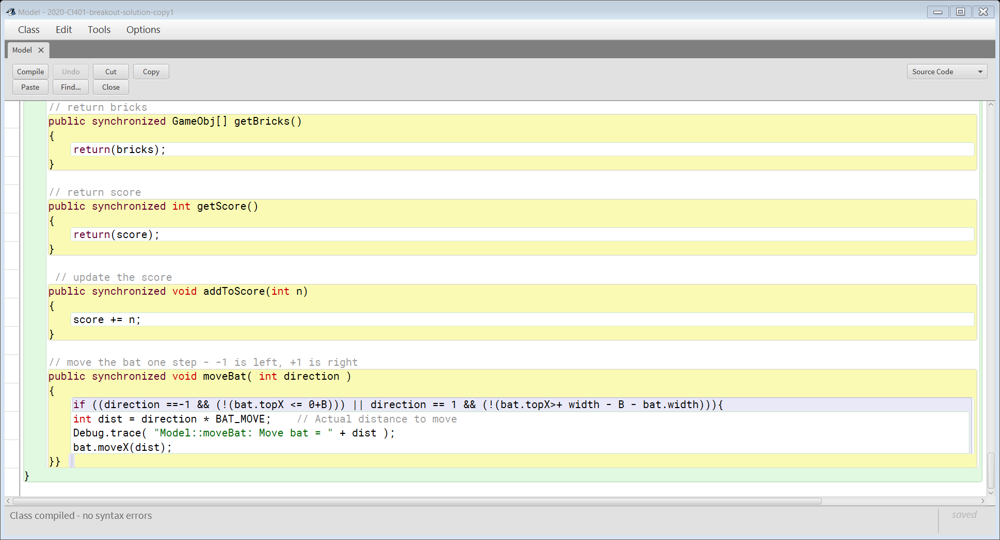 Model - 2020-CI401-breakout-solution-copy1
Class Edit Tools Options
Model
Compile Undo Cut Copy Source Code
Paste Find... Close
// return bricks
public synchronized GameObj[] getBricks()
{
return(bricks);
}
// return score
public synchronized int getScore()
{
return(score);
}
// update the score
public synchronized void addToScore(int n)
{
score += n;
}
// move the bat one step - -1 is left, +1 is right
public synchronized void moveBat( int direction )
{
if ((direction ==-1 && (!(bat.topX <= 0+B))) || direction == 1 && (!(bat.topX>+ width - B - bat.width))){
int dist = direction * BAT_MOVE;    // Actual distance to move
Debug.trace( "Model::moveBat: Move bat = " + dist );
bat.moveX(dist);
}}
}
Class compiled - no syntax errors
saved